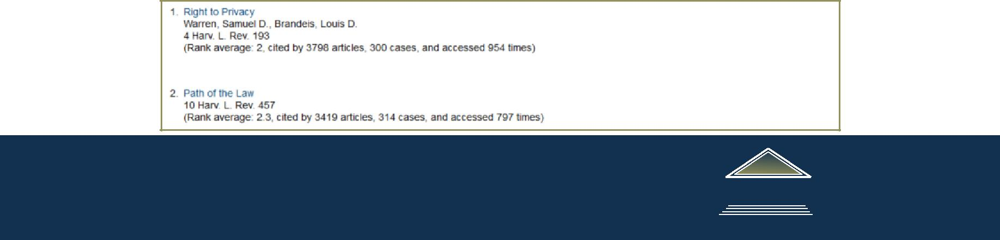 1. Right to Privacy
Warren, Samuel D., Brandeis, Louis D.
4 Harv. L. Rev. 193
(Rank average: 2, cited by 3798 articles, 300 cases, and accessed 954 times)
2. Path of the Law
10 Harv. L. Rev. 457
(Rank average: 2.3, cited by 3419 articles, 314 cases, and accessed 797 times)